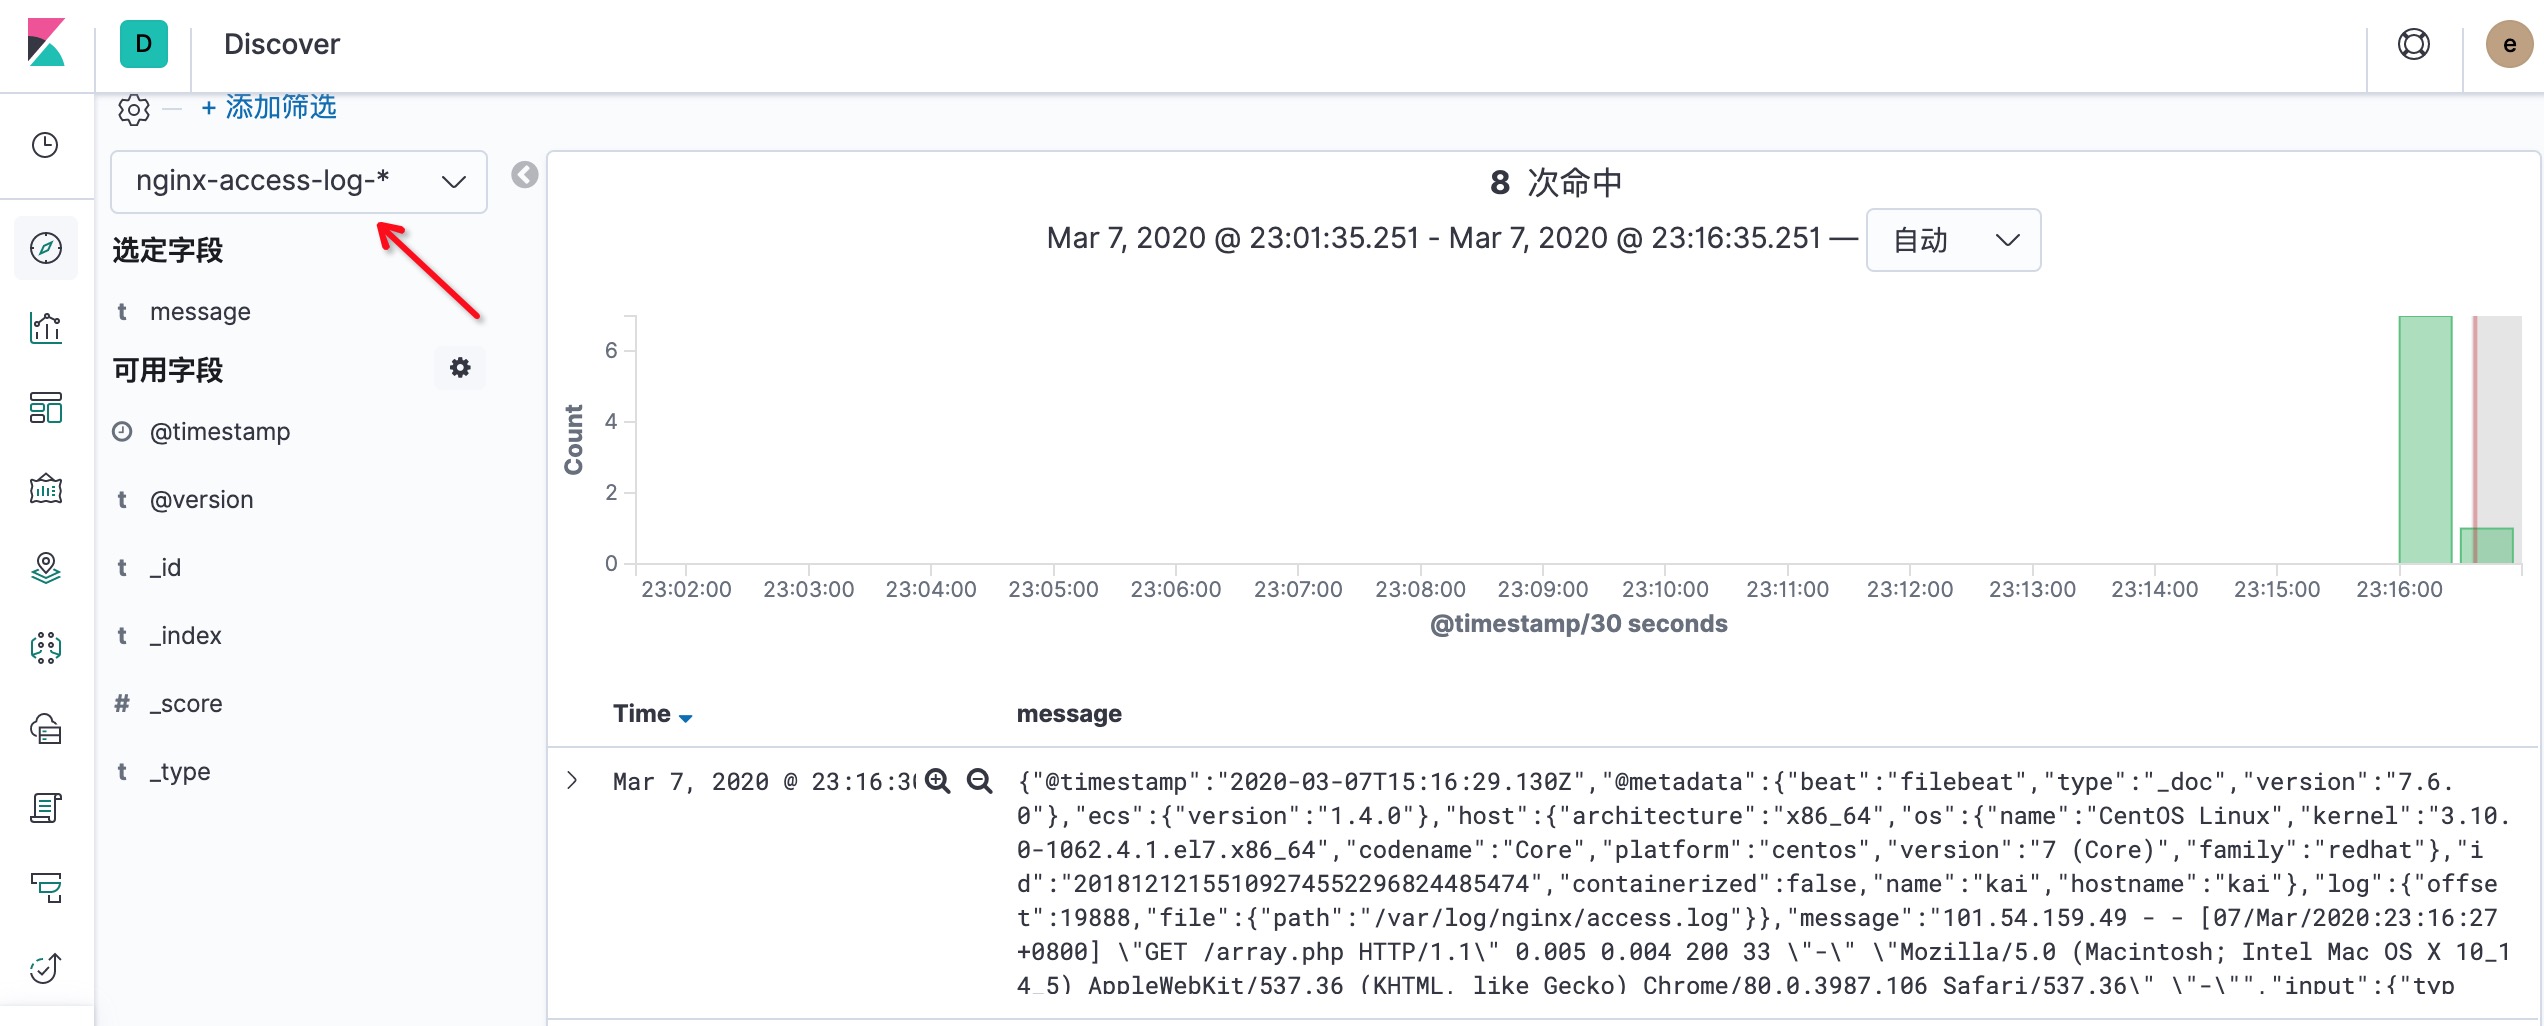 D
Discover
e
+ 添加筛选
nginx-access-log-*
选定字段
t message
可用字段
@timestamp
t @version
t _id
t _index
# _score
t _type
8 次命中
Mar 7, 2020 @ 23:01:35.251 - Mar 7, 2020 @ 23:16:35.251 —
自动
Count
6
4
2
0
23:02:00 23:03:00 23:04:00 23:05:00 23:06:00 23:07:00 23:08:00 23:09:00 23:10:00 23:11:00 23:12:00 23:13:00 23:14:00 23:15:00 23:16:00
@timestamp/30 seconds
Time message
Mar 7, 2020 @ 23:16:30
{"@timestamp":"2020-03-07T15:16:29.130Z","@metadata":{"beat":"filebeat","type":"_doc","version":"7.6.
0"},"ecs":{"version":"1.4.0"},"host":{"architecture":"x86_64","os":{"name":"CentOS Linux","kernel":"3.10.
0-1062.4.1.el7.x86_64","codename":"Core","platform":"centos","version":"7 (Core)","family":"redhat"},"i
d":"20181212155109274552296824485474","containerized":false,"name":"kai","hostname":"kai"},"log":{"offse
t":19888,"file":{"path":"/var/log/nginx/access.log"}},"message":"101.54.159.49 - - [07/Mar/2020:23:16:27
+0800] \"GET /array.php HTTP/1.1\" 0.005 0.004 200 33 \"-\" \"Mozilla/5.0 (Macintosh; Intel Mac OS X 10_1
4_5) AppleWebKit/537.36 (KHTML, like Gecko) Chrome/80.0.3987.106 Safari/537.36\" \"-\"","input":{"typ